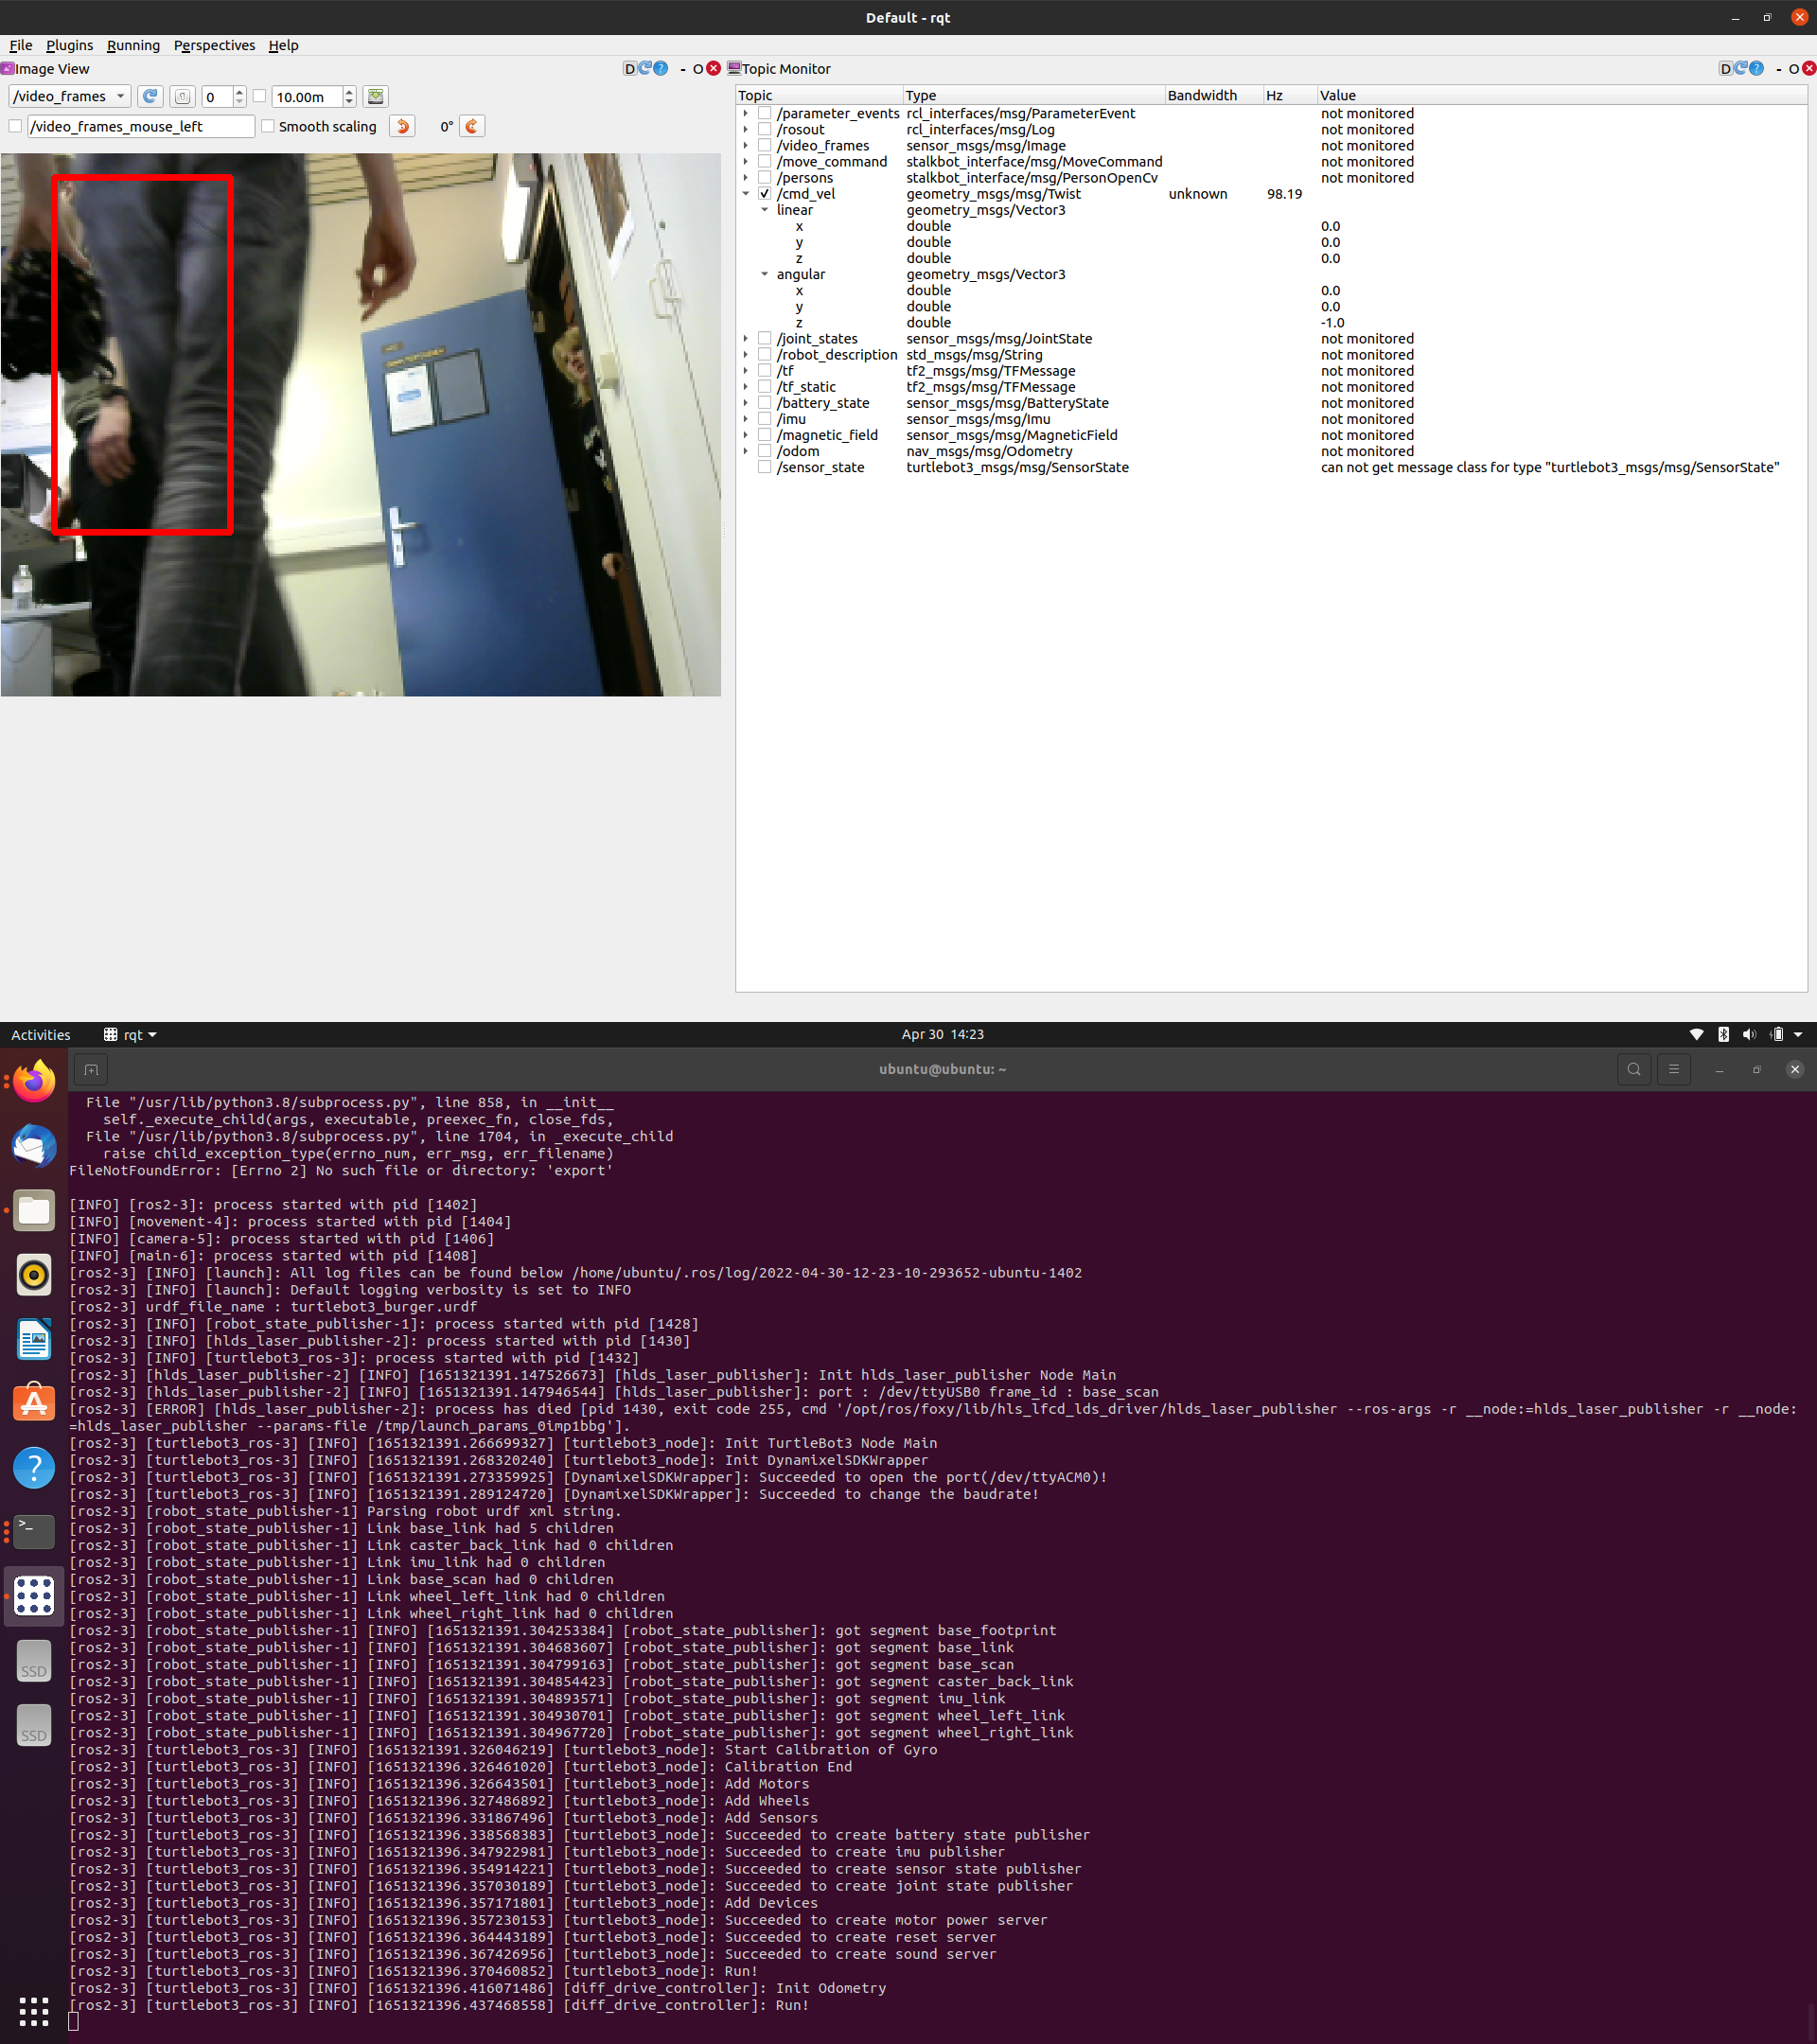 Default - rqt
File Plugins Running Perspectives Help
Image View
D - O
Topic Monitor
D - O
/video_frames 0 10.00m
/video_frames_mouse_left Smooth scaling 0°
Topic Type Bandwidth Hz Value
/parameter_events rcl_interfaces/msg/ParameterEvent not monitored
/rosout rcl_interfaces/msg/Log not monitored
/video_frames sensor_msgs/msg/Image not monitored
/move_command stalkbot_interface/msg/MoveCommand not monitored
/persons stalkbot_interface/msg/PersonOpenCv not monitored
/cmd_vel geometry_msgs/msg/Twist unknown 98.19
linear geometry_msgs/Vector3
x double 0.0
y double 0.0
z double 0.0
angular geometry_msgs/Vector3
x double 0.0
y double 0.0
z double -1.0
/joint_states sensor_msgs/msg/JointState not monitored
/robot_description std_msgs/msg/String not monitored
/tf tf2_msgs/msg/TFMessage not monitored
/tf_static tf2_msgs/msg/TFMessage not monitored
/battery_state sensor_msgs/msg/BatteryState not monitored
/imu sensor_msgs/msg/Imu not monitored
/magnetic_field sensor_msgs/msg/MagneticField not monitored
/odom nav_msgs/msg/Odometry not monitored
/sensor_state turtlebot3_msgs/msg/SensorState can not get message class for type "turtlebot3_msgs/msg/SensorState"
Activities rqt Apr 30 14:23
ubuntu@ubuntu: ~
File "/usr/lib/python3.8/subprocess.py", line 858, in __init__
self._execute_child(args, executable, preexec_fn, close_fds,
File "/usr/lib/python3.8/subprocess.py", line 1704, in _execute_child
raise child_exception_type(errno_num, err_msg, err_filename)
FileNotFoundError: [Errno 2] No such file or directory: 'export'
[INFO] [ros2-3]: process started with pid [1402]
[INFO] [movement-4]: process started with pid [1404]
[INFO] [camera-5]: process started with pid [1406]
[INFO] [main-6]: process started with pid [1408]
[ros2-3] [INFO] [launch]: All log files can be found below /home/ubuntu/.ros/log/2022-04-30-12-23-10-293652-ubuntu-1402
[ros2-3] [INFO] [launch]: Default logging verbosity is set to INFO
[ros2-3] urdf_file_name : turtlebot3_burger.urdf
[ros2-3] [INFO] [robot_state_publisher-1]: process started with pid [1428]
[ros2-3] [INFO] [hlds_laser_publisher-2]: process started with pid [1430]
[ros2-3] [INFO] [turtlebot3_ros-3]: process started with pid [1432]
[ros2-3] [hlds_laser_publisher-2] [INFO] [1651321391.147526673] [hlds_laser_publisher]: Init hlds_laser_publisher Node Main
[ros2-3] [hlds_laser_publisher-2] [INFO] [1651321391.147946544] [hlds_laser_publisher]: port : /dev/ttyUSB0 frame_id : base_scan
[ros2-3] [ERROR] [hlds_laser_publisher-2]: process has died [pid 1430, exit code 255, cmd '/opt/ros/foxy/lib/hls_lfcd_lds_driver/hlds_laser_publisher --ros-args -r __node:=hlds_laser_publisher -r __node:
=hlds_laser_publisher --params-file /tmp/launch_params_0imp1bbg'].
[ros2-3] [turtlebot3_ros-3] [INFO] [1651321391.266699327] [turtlebot3_node]: Init TurtleBot3 Node Main
[ros2-3] [turtlebot3_ros-3] [INFO] [1651321391.268320240] [turtlebot3_node]: Init DynamixelSDKWrapper
[ros2-3] [turtlebot3_ros-3] [INFO] [1651321391.273359925] [DynamixelSDKWrapper]: Succeeded to open the port(/dev/ttyACM0)!
[ros2-3] [turtlebot3_ros-3] [INFO] [1651321391.289124720] [DynamixelSDKWrapper]: Succeeded to change the baudrate!
[ros2-3] [robot_state_publisher-1] Parsing robot urdf xml string.
[ros2-3] [robot_state_publisher-1] Link base_link had 5 children
[ros2-3] [robot_state_publisher-1] Link caster_back_link had 0 children
[ros2-3] [robot_state_publisher-1] Link imu_link had 0 children
[ros2-3] [robot_state_publisher-1] Link base_scan had 0 children
[ros2-3] [robot_state_publisher-1] Link wheel_left_link had 0 children
[ros2-3] [robot_state_publisher-1] Link wheel_right_link had 0 children
[ros2-3] [robot_state_publisher-1] [INFO] [1651321391.304253384] [robot_state_publisher]: got segment base_footprint
[ros2-3] [robot_state_publisher-1] [INFO] [1651321391.304683607] [robot_state_publisher]: got segment base_link
[ros2-3] [robot_state_publisher-1] [INFO] [1651321391.304799163] [robot_state_publisher]: got segment base_scan
[ros2-3] [robot_state_publisher-1] [INFO] [1651321391.304854423] [robot_state_publisher]: got segment caster_back_link
[ros2-3] [robot_state_publisher-1] [INFO] [1651321391.304893571] [robot_state_publisher]: got segment imu_link
[ros2-3] [robot_state_publisher-1] [INFO] [1651321391.304930701] [robot_state_publisher]: got segment wheel_left_link
[ros2-3] [robot_state_publisher-1] [INFO] [1651321391.304967720] [robot_state_publisher]: got segment wheel_right_link
[ros2-3] [turtlebot3_ros-3] [INFO] [1651321391.326046219] [turtlebot3_node]: Start Calibration of Gyro
[ros2-3] [turtlebot3_ros-3] [INFO] [1651321396.326461020] [turtlebot3_node]: Calibration End
[ros2-3] [turtlebot3_ros-3] [INFO] [1651321396.326643501] [turtlebot3_node]: Add Motors
[ros2-3] [turtlebot3_ros-3] [INFO] [1651321396.327486892] [turtlebot3_node]: Add Wheels
[ros2-3] [turtlebot3_ros-3] [INFO] [1651321396.331867496] [turtlebot3_node]: Add Sensors
[ros2-3] [turtlebot3_ros-3] [INFO] [1651321396.338568383] [turtlebot3_node]: Succeeded to create battery state publisher
[ros2-3] [turtlebot3_ros-3] [INFO] [1651321396.347922981] [turtlebot3_node]: Succeeded to create imu publisher
[ros2-3] [turtlebot3_ros-3] [INFO] [1651321396.354914221] [turtlebot3_node]: Succeeded to create sensor state publisher
[ros2-3] [turtlebot3_ros-3] [INFO] [1651321396.357030189] [turtlebot3_node]: Succeeded to create joint state publisher
[ros2-3] [turtlebot3_ros-3] [INFO] [1651321396.357171801] [turtlebot3_node]: Add Devices
[ros2-3] [turtlebot3_ros-3] [INFO] [1651321396.357230153] [turtlebot3_node]: Succeeded to create motor power server
[ros2-3] [turtlebot3_ros-3] [INFO] [1651321396.364443189] [turtlebot3_node]: Succeeded to create reset server
[ros2-3] [turtlebot3_ros-3] [INFO] [1651321396.367426956] [turtlebot3_node]: Succeeded to create sound server
[ros2-3] [turtlebot3_ros-3] [INFO] [1651321396.370460852] [turtlebot3_node]: Run!
[ros2-3] [turtlebot3_ros-3] [INFO] [1651321396.416071486] [diff_drive_controller]: Init Odometry
[ros2-3] [turtlebot3_ros-3] [INFO] [1651321396.437468558] [diff_drive_controller]: Run!
SSD
SSD